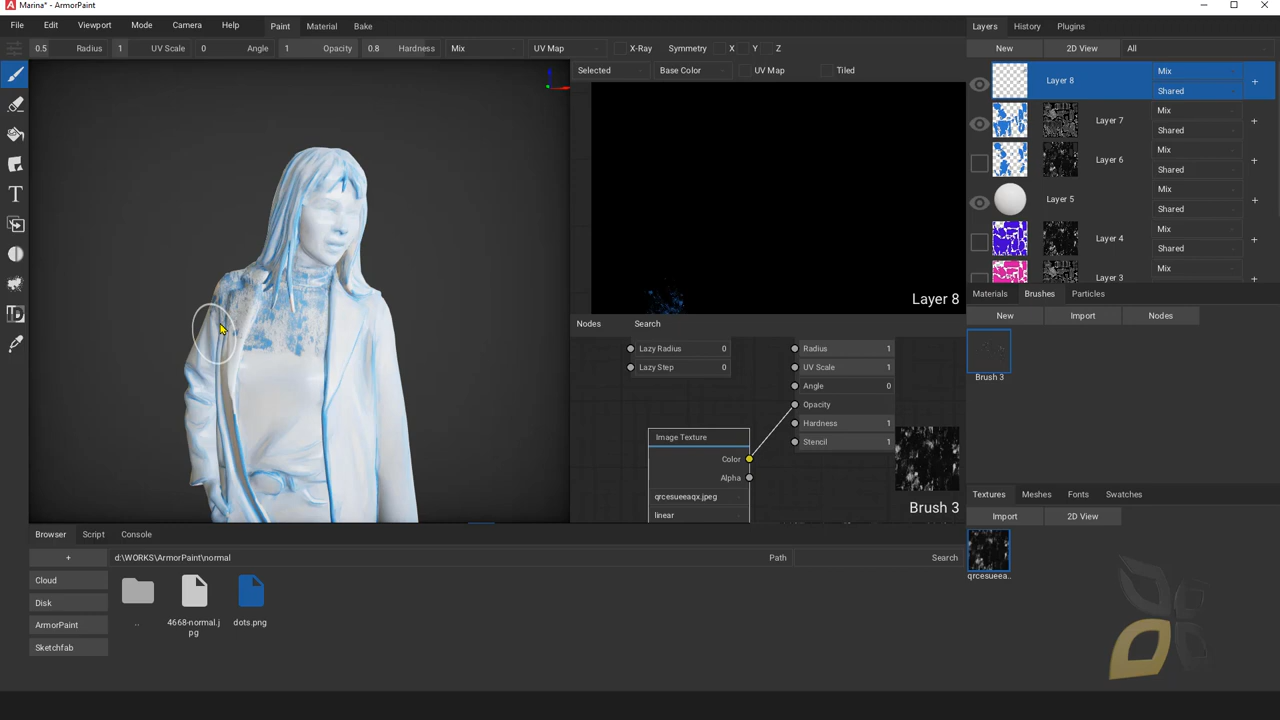 Marina* - ArmorPaint
File Edit Viewport Mode Camera Help Paint Material Bake
Layers History Plugins
0.5 Radius 1 UV Scale 0 Angle 1 Opacity 0.8 Hardness Mix UV Map X-Ray Symmetry X Y Z
New 2D View All
Selected Base Color UV Map Tiled
Layer 8 Mix
Shared
Layer 7 Mix
Shared
Layer 6 Mix
Shared
Layer 5 Mix
Shared
Layer 4 Mix
Shared
Layer 3 Mix
Layer 8
Materials Brushes Particles
New Import Nodes
Brush 3
Nodes Search
Lazy Radius 0
Lazy Step 0
Radius 1
UV Scale 1
Angle 0
Opacity
Hardness 1
Stencil 1
Image Texture
Color
Alpha
qrcesueeaqx.jpeg
linear
Brush 3
Textures Meshes Fonts Swatches
Import 2D View
qrcesueea..
Browser Script Console
+ d:\WORKS\ArmorPaint\normal Path Search
Cloud
Disk
ArmorPaint
Sketchfab
..
4668-normal.j
pg
dots.png